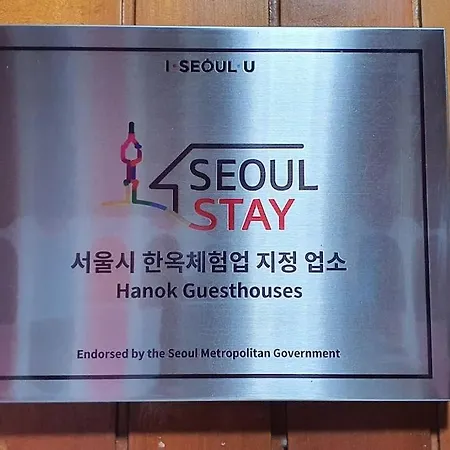 I·SEOUL·U
SEOUL
STAY
서울시 한옥체험업 지정 업소
Hanok Guesthouses
Endorsed by the Seoul Metropolitan Government